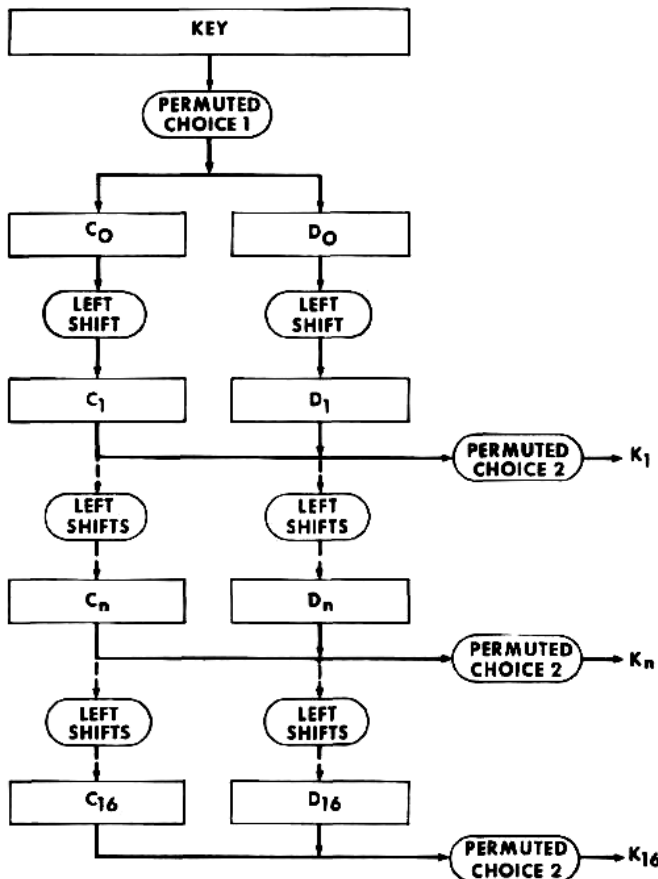 KEY
PERMUTED
CHOICE 1
C0 D0
LEFT
SHIFT
LEFT
SHIFT
C1 D1
PERMUTED
CHOICE 2
K1
LEFT
SHIFTS
LEFT
SHIFTS
Cn Dn
PERMUTED
CHOICE 2
Kn
LEFT
SHIFTS
LEFT
SHIFTS
C16 D16
PERMUTED
CHOICE 2
K16